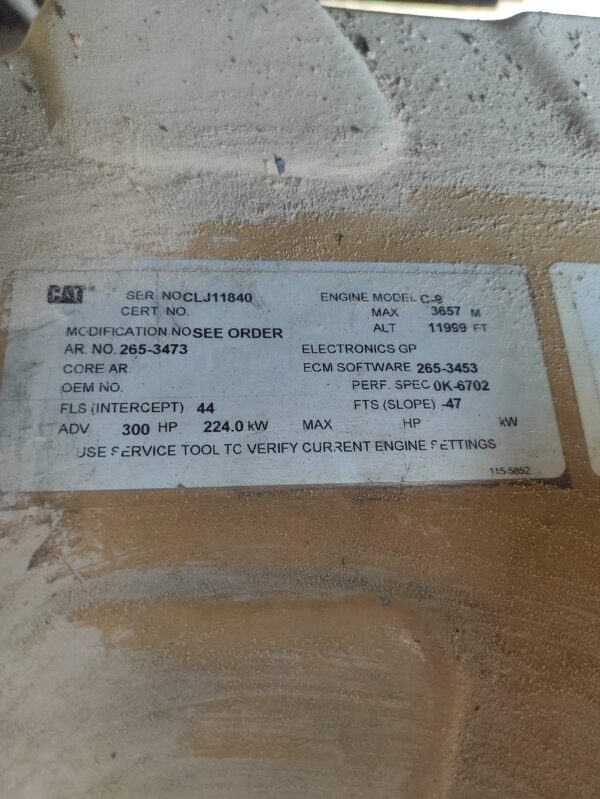 CAT SER. NO CLJ11840 ENGINE MODEL C-9
CERT. NO. MAX 3657 M
MODIFICATION NO SEE ORDER ALT 11999 FT
AR. NO. 265-3473 ELECTRONICS GP
CORE AR. ECM SOFTWARE 265-3453
OEM NO. PERF. SPEC 0K-6702
FLS (INTERCEPT) 44 FTS (SLOPE) -47
ADV 300 HP 224.0 kW MAX HP kW
USE SERVICE TOOL TO VERIFY CURRENT ENGINE SETTINGS
115-5852